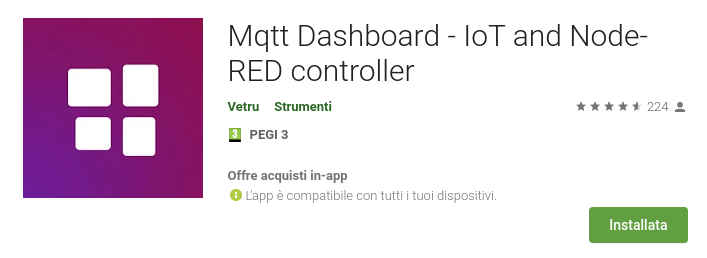 Mqtt Dashboard - IoT and Node-
RED controller
Vetru Strumenti 224
3 PEGI 3
Offre acquisti in-app
L'app è compatibile con tutti i tuoi dispositivi.
Installata